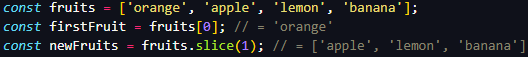 const fruits = ['orange', 'apple', 'lemon', 'banana'];
const firstFruit = fruits[0]; // = 'orange'
const newFruits = fruits.slice(1); // = ['apple', 'lemon', 'banana']